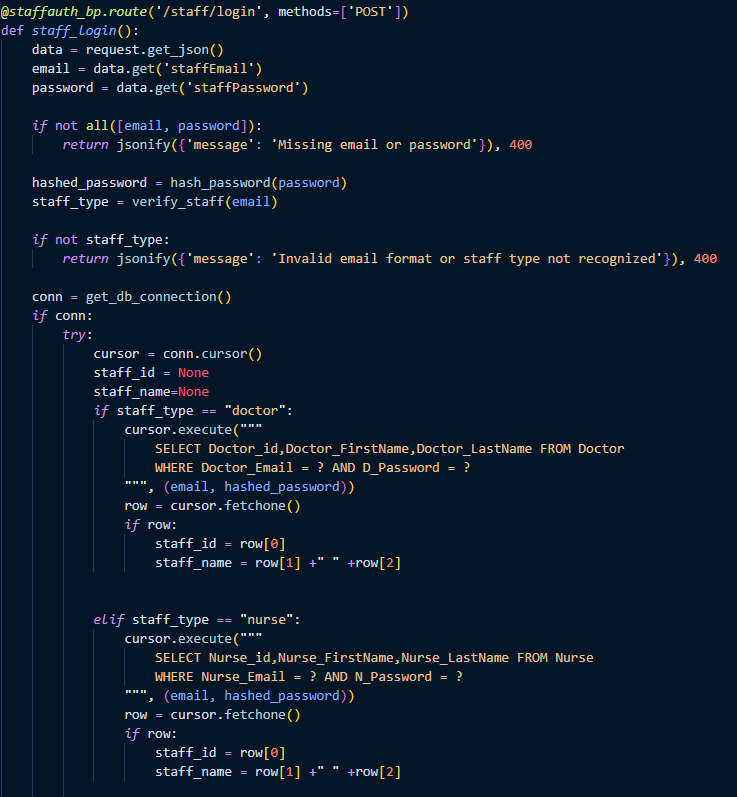 @staffauth_bp.route('/staff/login', methods=['POST'])
def staff_login():
    data = request.get_json()
    email = data.get('staffEmail')
    password = data.get('staffPassword')
    if not all([email, password]):
        return jsonify({'message': 'Missing email or password'}), 400
    hashed_password = hash_password(password)
    staff_type = verify_staff(email)
    if not staff_type:
        return jsonify({'message': 'Invalid email format or staff type not recognized'}), 400
    conn = get_db_connection()
    if conn:
        try:
            cursor = conn.cursor()
            staff_id = None
            staff_name=None
            if staff_type == "doctor":
                cursor.execute("""
                    SELECT Doctor_id,Doctor_FirstName,Doctor_LastName FROM Doctor
                    WHERE Doctor_Email = ? AND D_Password = ?
                """, (email, hashed_password))
                row = cursor.fetchone()
                if row:
                    staff_id = row[0]
                    staff_name = row[1] +" " +row[2]
            elif staff_type == "nurse":
                cursor.execute("""
                    SELECT Nurse_id,Nurse_FirstName,Nurse_LastName FROM Nurse
                    WHERE Nurse_Email = ? AND N_Password = ?
                """, (email, hashed_password))
                row = cursor.fetchone()
                if row:
                    staff_id = row[0]
                    staff_name = row[1] +" " +row[2]